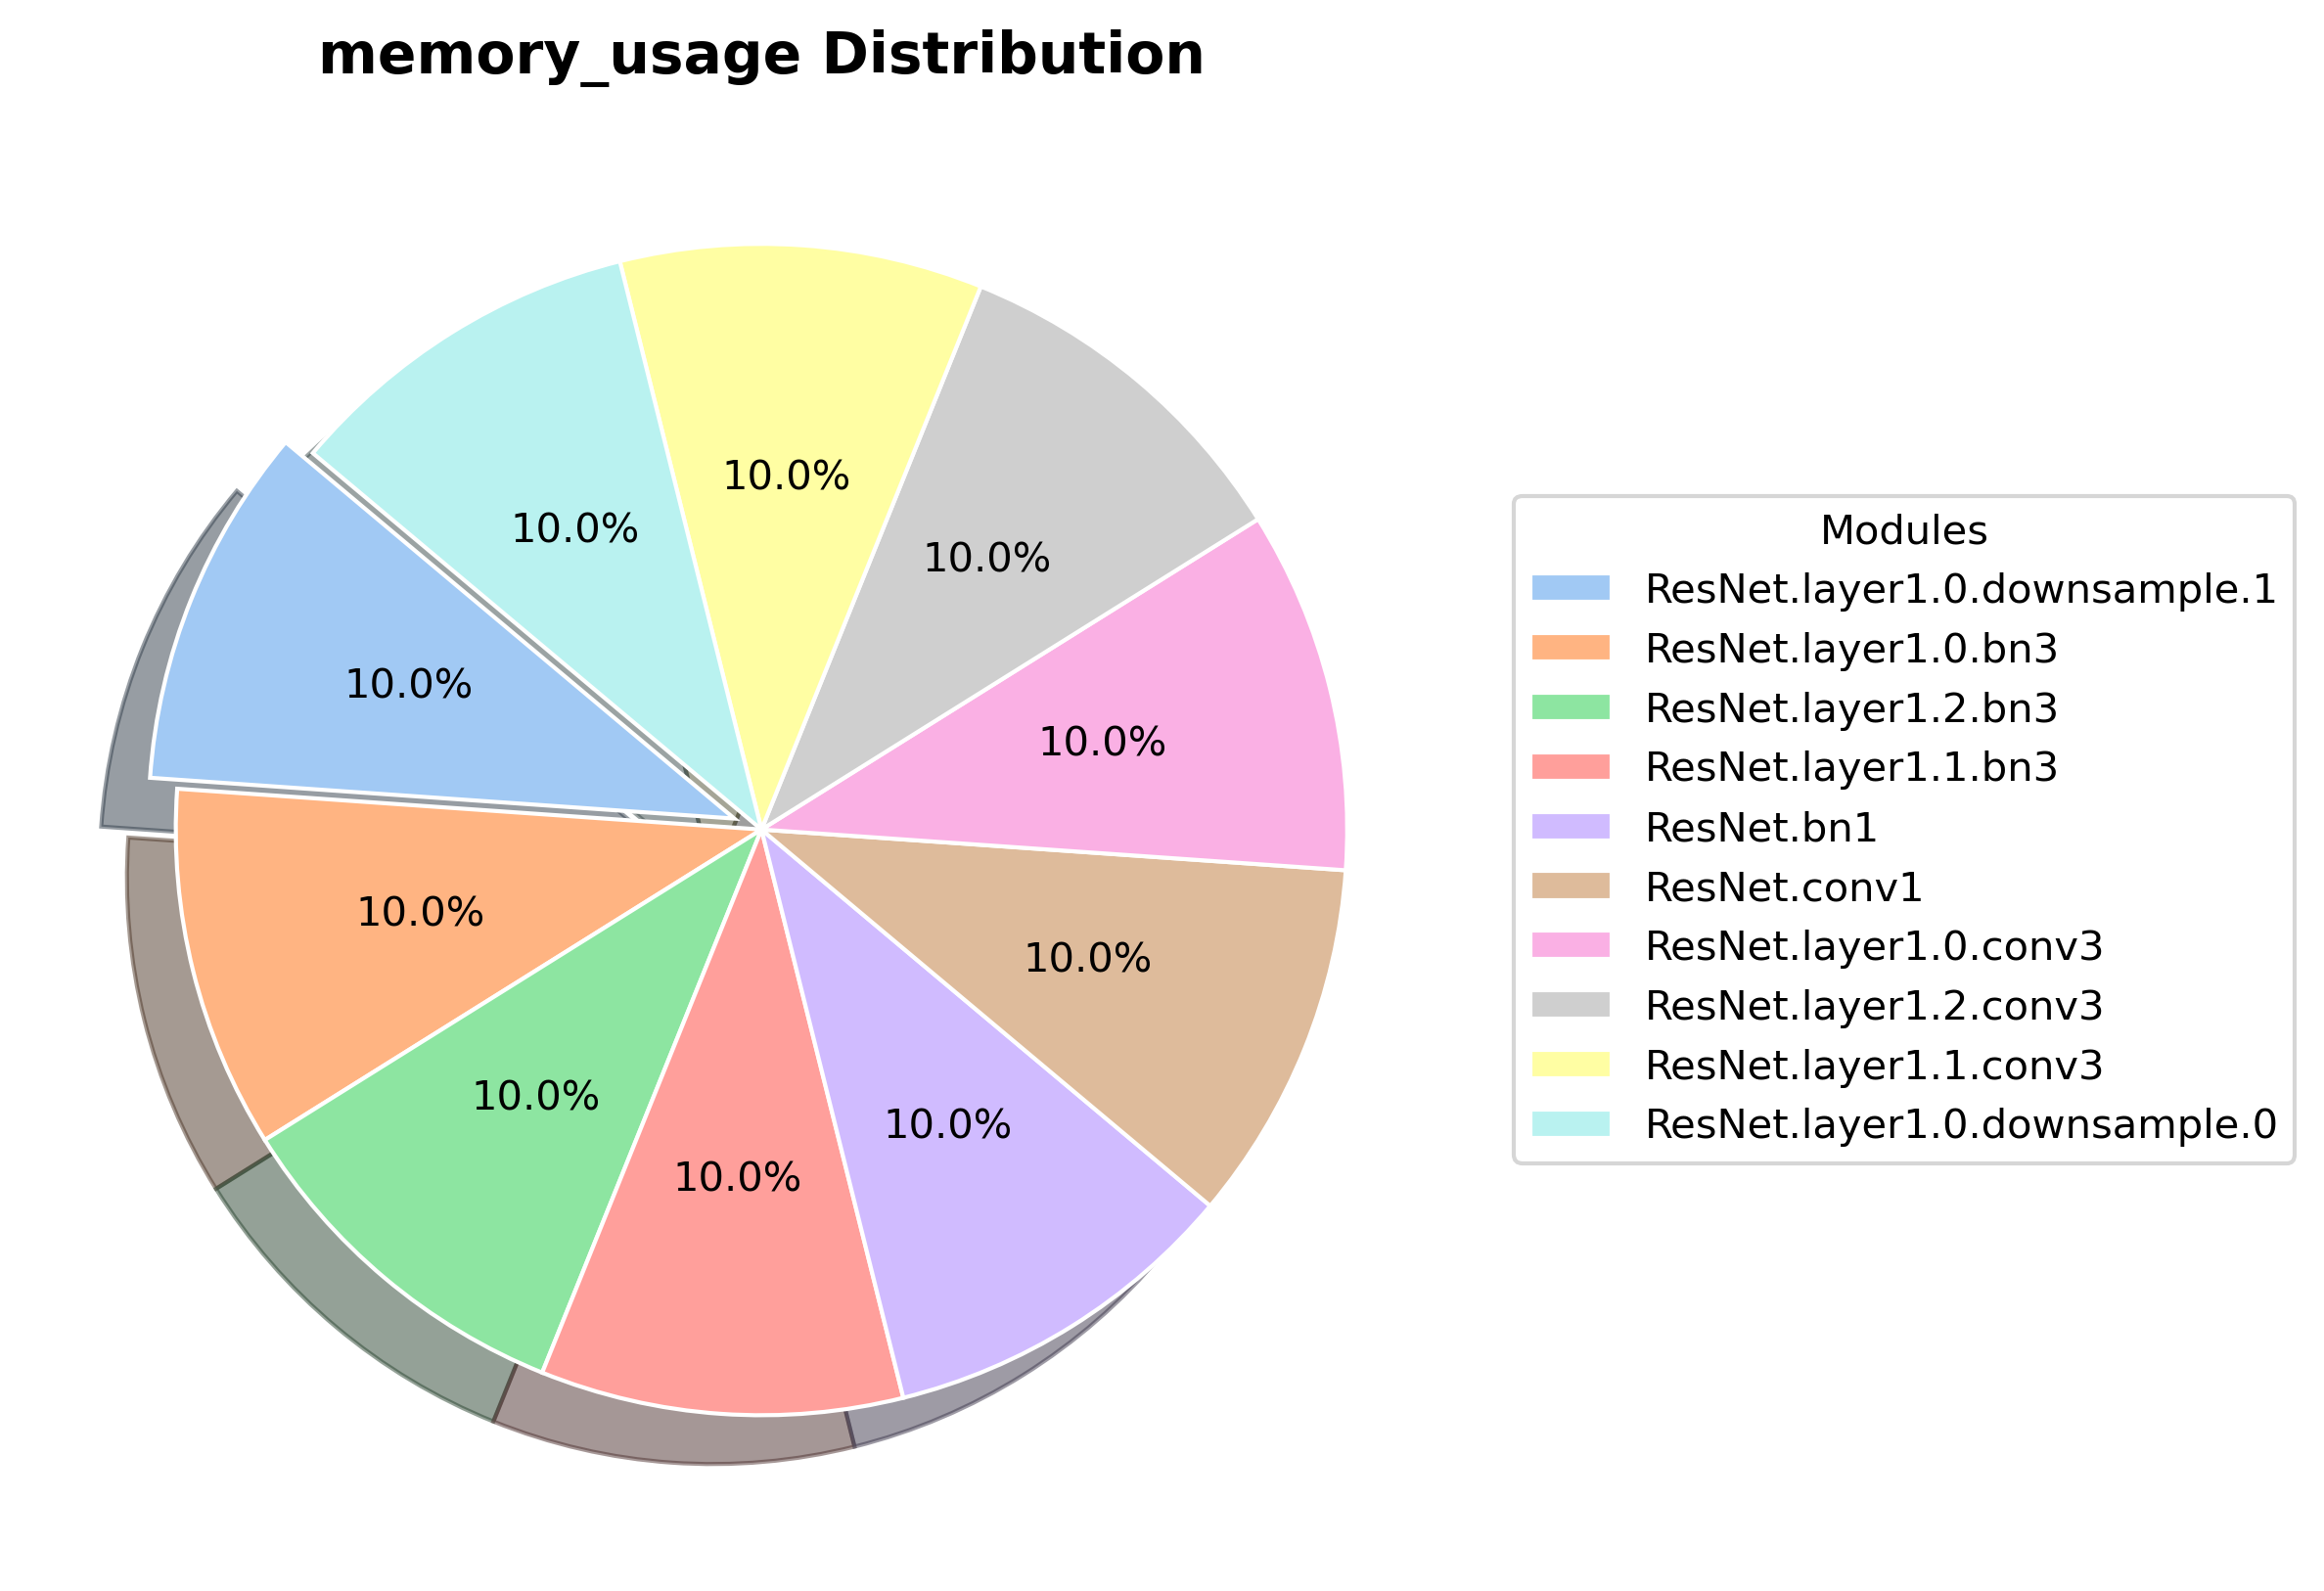 memory_usage Distribution
10.0%
10.0%
10.0%
10.0%
10.0%
10.0%
10.0%
10.0%
10.0%
10.0%
Modules
ResNet.layer1.0.downsample.1
ResNet.layer1.0.bn3
ResNet.layer1.2.bn3
ResNet.layer1.1.bn3
ResNet.bn1
ResNet.conv1
ResNet.layer1.0.conv3
ResNet.layer1.2.conv3
ResNet.layer1.1.conv3
ResNet.layer1.0.downsample.0